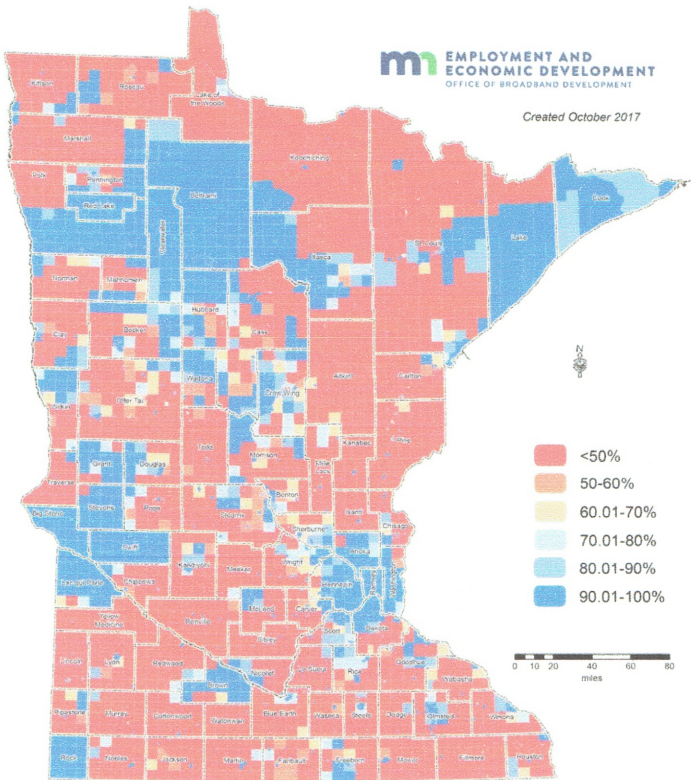 mn EMPLOYMENT AND
ECONOMIC DEVELOPMENT
OFFICE OF BROADBAND DEVELOPMENT
Created October 2017
Kittson
Roseau
Lake of
the Woods
Marshall
Koochiching
Polk
Pennington
Beltrami
Cook
Red Lake
Clearwater
Lake
Itasca
St. Louis
Norman
Mahnomen
Hubbard
Cass
Clay
Becker
N
Wadena
Aitkin
Carlton
Crow Wing
Wilkin
Otter Tail
Pine
Todd
Kanabec
Morrison
Mille
Lacs
Grant
Douglas
<50%
Traverse
Benton
50-60%
Stevens
Pope
Stearns
Isanti
Big Stone
Sherburne
Chisago
60.01-70%
Swift
Anoka
70.01-80%
Kandiyohi
Meeker
Wright
80.01-90%
Lac qui Parle
Chippewa
Hennepin
Ramsey
Washington
90.01-100%
McLeod
Carver
Yellow
Medicine
Renville
Scott
Dakota
Sibley
Lincoln
Lyon
Redwood
Nicollet
Le Sueur
Rice
Goodhue
0 10 20 40 60 80
miles
Brown
Wabasha
Pipestone
Murray
Cottonwood
Watonwan
Blue Earth
Waseca
Steele
Dodge
Olmsted
Winona
Rock
Nobles
Jackson
Martin
Faribault
Freeborn
Mower
Fillmore
Houston